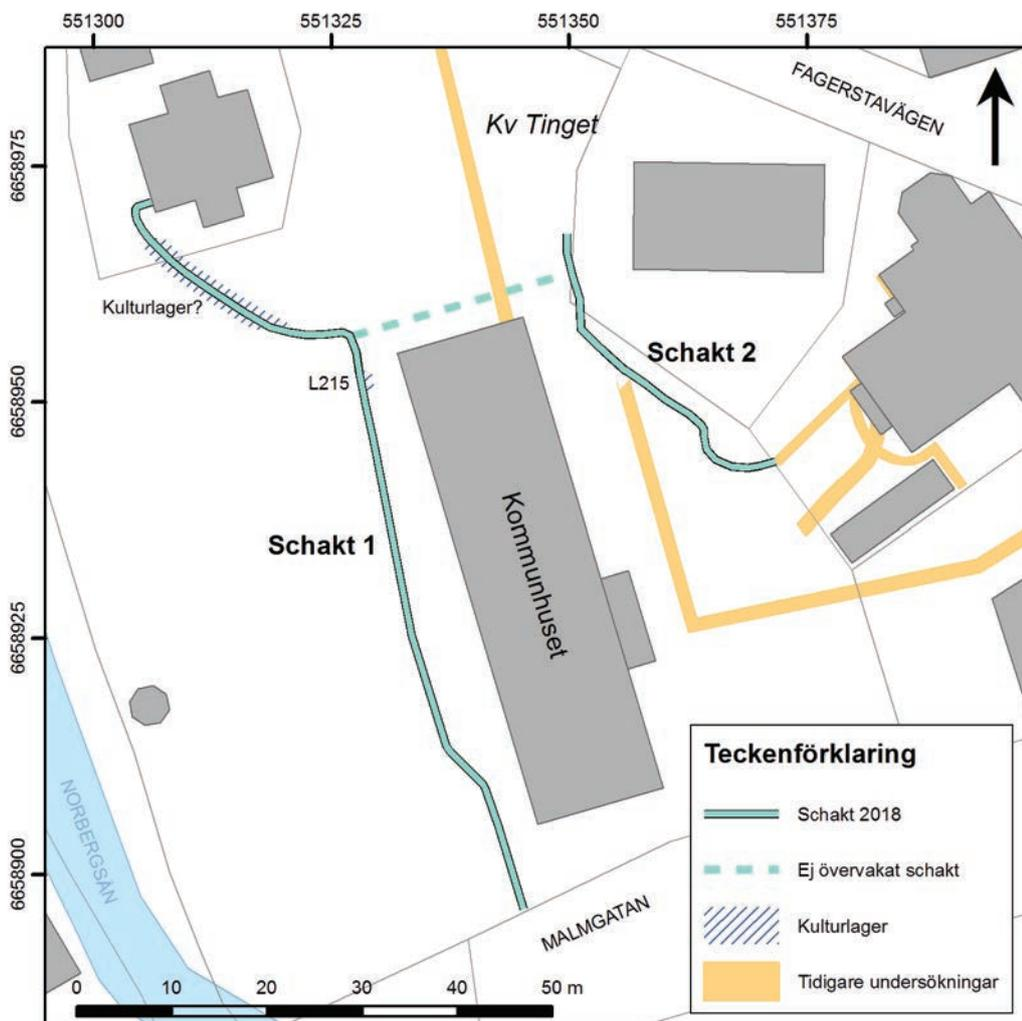 551300
551325
551350
551375
FAGERSTAVÄGEN
Kv Tinget
6658975
Kulturlager?
Schakt 2
L215
6658950
Schakt 1
Kommunhuset
6658925
Teckenförklaring
Schakt 2018
NORBERGSÅN
Ej övervakat schakt
6658900
MALMGATAN
Kulturlager
Tidigare undersökningar
0 10 20 30 40 50 m